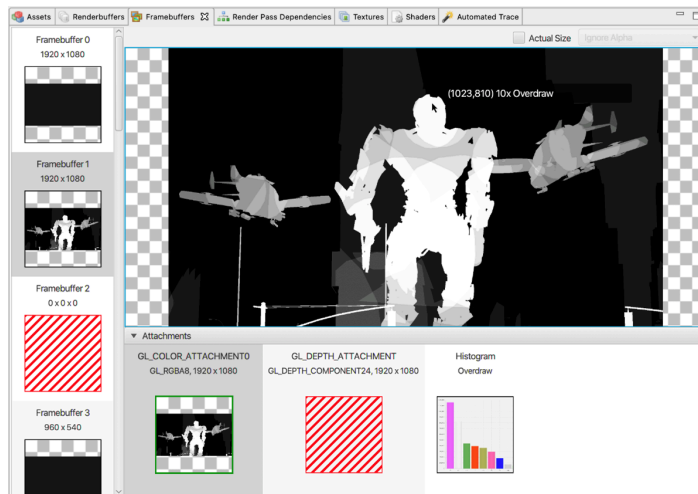 Assets Renderbuffers Framebuffers Render Pass Dependencies Textures Shaders Automated Trace
Actual Size Ignore Alpha
Framebuffer 0
1920 x 1080
(1023,810) 10x Overdraw
Framebuffer 1
1920 x 1080
Framebuffer 2
0 x 0 x 0
Framebuffer 3
960 x 540
Attachments
GL_COLOR_ATTACHMENT0
GL_RGBA8, 1920 x 1080
GL_DEPTH_ATTACHMENT
GL_DEPTH_COMPONENT24, 1920 x 1080
Histogram
Overdraw